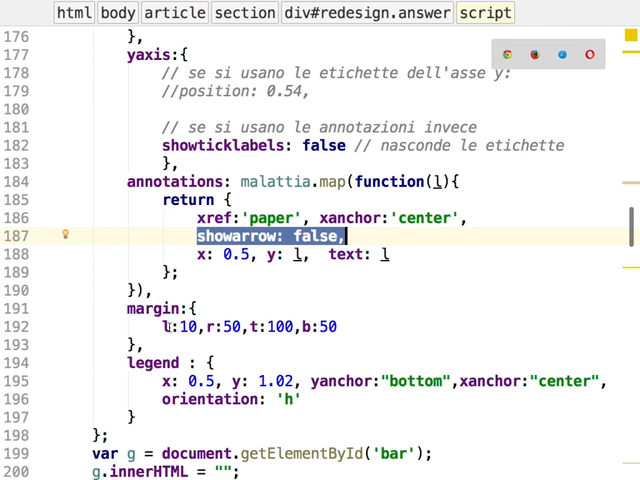 html body article section div#redesign.answer script
176 },
177 yaxis:{
178 // se si usano le etichette dell'asse y:
179 //position: 0.54,
180
181 // se si usano le annotazioni invece
182 showticklabels: false // nasconde le etichette
183 },
184 annotations: malattia.map(function(l){
185 return {
186 xref:'paper', xanchor:'center',
187 showarrow: false,
188 x: 0.5, y: l, text: l
189 };
190 }),
191 margin:{
192 l:10,r:50,t:100,b:50
193 },
194 legend : {
195 x: 0.5, y: 1.02, yanchor:"bottom",xanchor:"center",
196 orientation: 'h'
197 }
198 };
199 var g = document.getElementById('bar');
200 g.innerHTML = "";